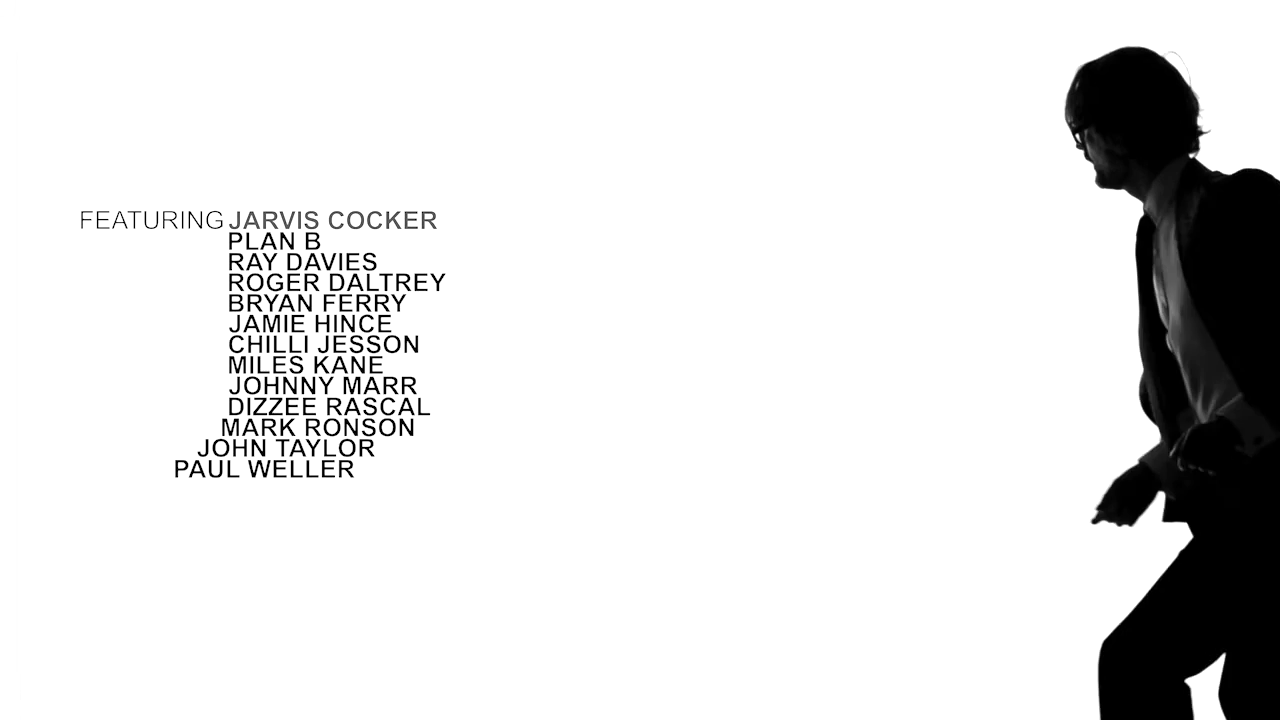 FEATURING JARVIS COCKER
PLAN B
RAY DAVIES
ROGER DALTREY
BRYAN FERRY
JAMIE HINCE
CHILLI JESSON
MILES KANE
JOHNNY MARR
DIZZEE RASCAL
MARK RONSON
JOHN TAYLOR
PAUL WELLER